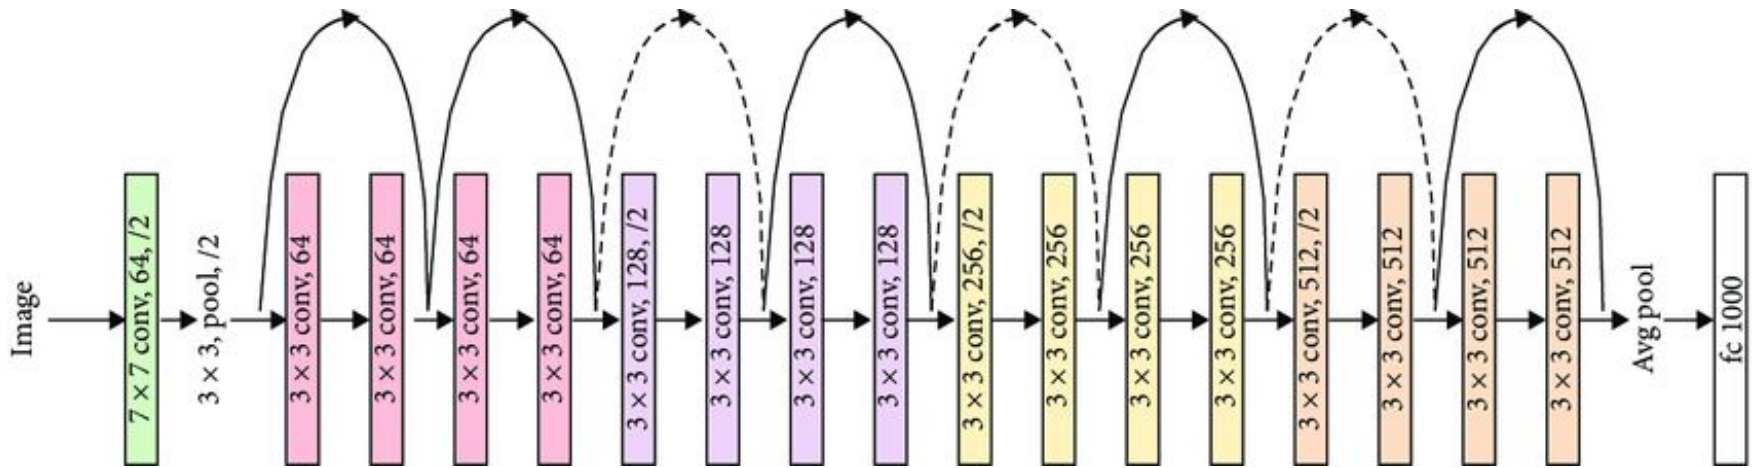 Image
7 × 7 conv, 64, /2
3 × 3, pool, /2
3 × 3 conv, 64
3 × 3 conv, 64
3 × 3 conv, 64
3 × 3 conv, 64
3 × 3 conv, 128, /2
3 × 3 conv, 128
3 × 3 conv, 128
3 × 3 conv, 128
3 × 3 conv, 256, /2
3 × 3 conv, 256
3 × 3 conv, 256
3 × 3 conv, 256
3 × 3 conv, 512, /2
3 × 3 conv, 512
3 × 3 conv, 512
3 × 3 conv, 512
Avg pool
fc 1000